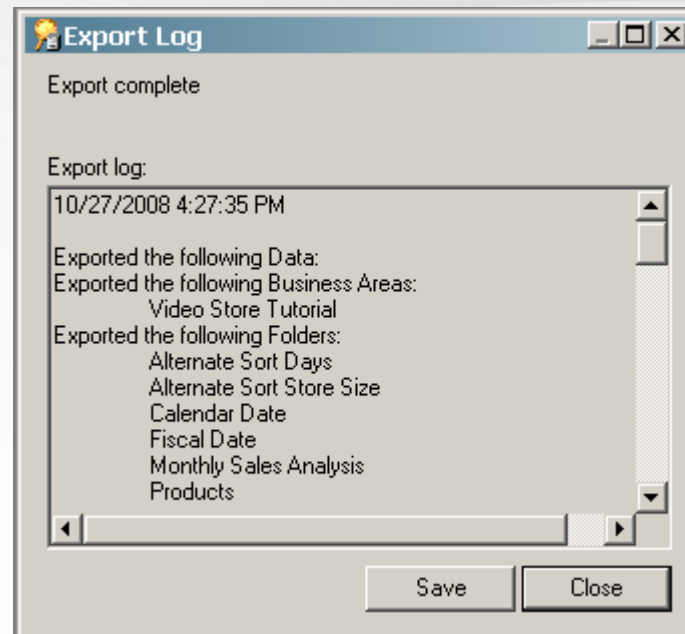 Export Log
Export complete
Export log:
10/27/2008 4:27:35 PM
Exported the following Data:
Exported the following Business Areas:
Video Store Tutorial
Exported the following Folders:
Alternate Sort Days
Alternate Sort Store Size
Calendar Date
Fiscal Date
Monthly Sales Analysis
Products
Save Close